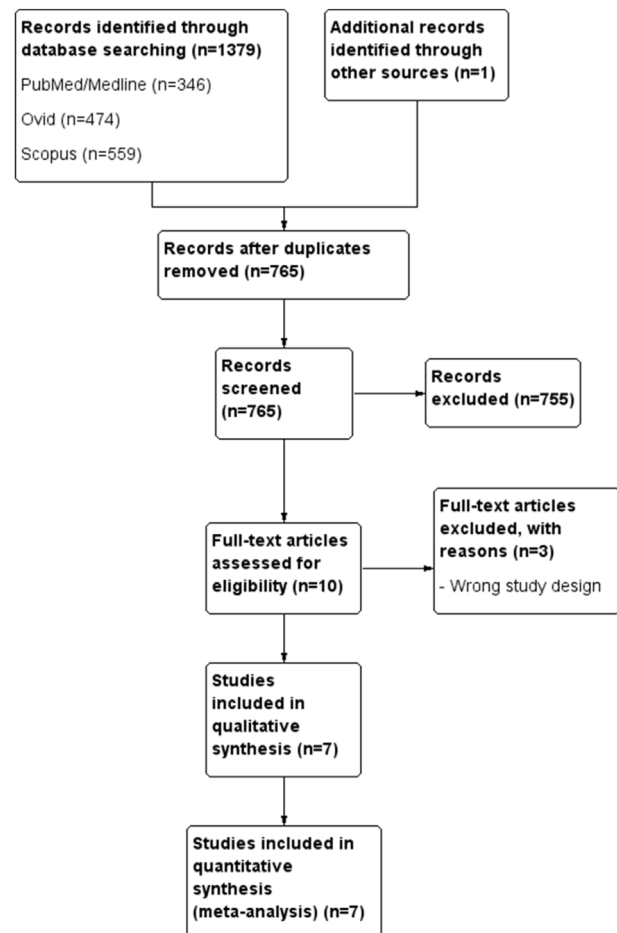 Records identified through
database searching (n=1379)
PubMed/Medline (n=346)
Ovid (n=474)
Scopus (n=559)
Additional records
identified through
other sources (n=1)
Records after duplicates
removed (n=765)
Records
screened
(n=765)
Records
excluded (n=755)
Full-text articles
assessed for
eligibility (n=10)
Full-text articles
excluded, with
reasons (n=3)
- Wrong study design
Studies
included in
qualitative
synthesis (n=7)
Studies included in
quantitative
synthesis
(meta-analysis) (n=7)